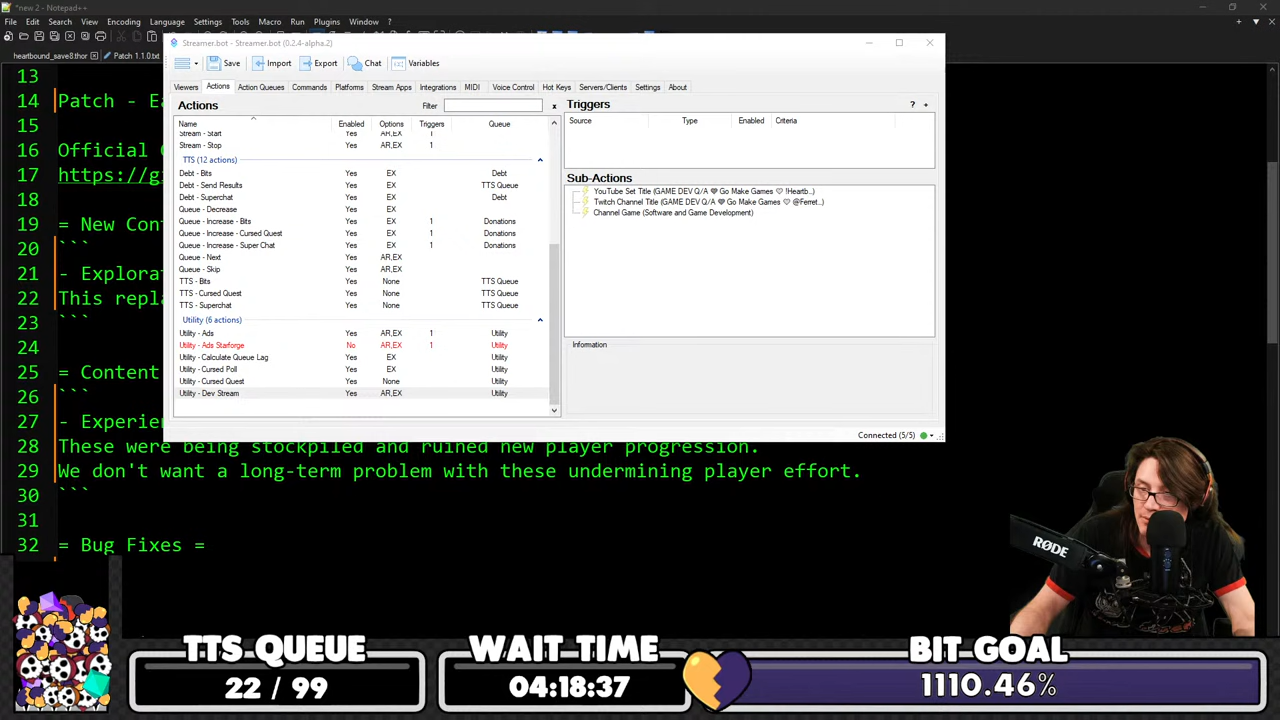 *new 2 - Notepad++
File Edit Search View Encoding Language Settings Tools Macro Run Plugins Window ?
heartbound_save8.thor Patch 1.1.0.txt
13
14 Patch - Ea
15
16 Official
17 https://gi
18
19 = New Cont
20 ```
21 - Explorat
22 This repla
23 ```
24
25 = Content
26 ```
27 - Experien
28 These were being stockpiled and ruined new player progression.
29 We don't want a long-term problem with these undermining player effort.
30 ```
31
32 = Bug Fixes =
Streamer.bot - Streamer.bot (0.2.4-alpha.2)
Save Import Export Chat Variables
Viewers Actions Action Queues Commands Platforms Stream Apps Integrations MIDI Voice Control Hot Keys Servers/Clients Settings About
Actions Filter x
Name Enabled Options Triggers Queue
Stream - Start Yes AR,EX 1
Stream - Stop Yes AR,EX 1
TTS (12 actions)
Debt - Bits Yes EX Debt
Debt - Send Results Yes EX TTS Queue
Debt - Superchat Yes EX Debt
Queue - Decrease Yes EX
Queue - Increase - Bits Yes EX 1 Donations
Queue - Increase - Cursed Quest Yes EX 1 Donations
Queue - Increase - Super Chat Yes EX 1 Donations
Queue - Next Yes AR,EX
Queue - Skip Yes AR,EX
TTS - Bits Yes None TTS Queue
TTS - Cursed Quest Yes None TTS Queue
TTS - Superchat Yes None TTS Queue
Utility (6 actions)
Utility - Ads Yes AR,EX 1 Utility
Utility - Ads Starforge No AR,EX 1 Utility
Utility - Calculate Queue Lag Yes EX Utility
Utility - Cursed Poll Yes EX Utility
Utility - Cursed Quest Yes None Utility
Utility - Dev Stream Yes AR,EX Utility
Triggers ? +
Source Type Enabled Criteria
Sub-Actions
YouTube Set Title (GAME DEV Q/A 💜 Go Make Games 🤍 !Heartb...)
Twitch Channel Title (GAME DEV Q/A 💜 Go Make Games 🤍 @Ferret...)
Channel Game (Software and Game Development)
Information
Connected (5/5)
RØDE
TTS QUEUE
22 / 99
WAIT TIME
04:18:37
BIT GOAL
1110.46%